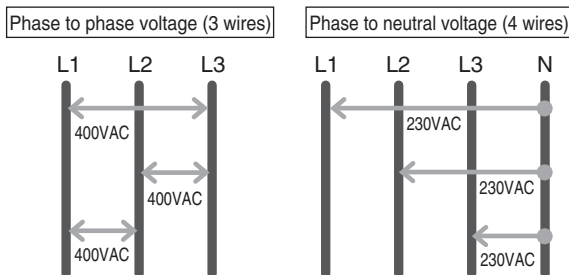 Phase to phase voltage (3 wires)
L1 L2 L3
400VAC
400VAC
400VAC
Phase to neutral voltage (4 wires)
L1 L2 L3 N
230VAC
230VAC
230VAC